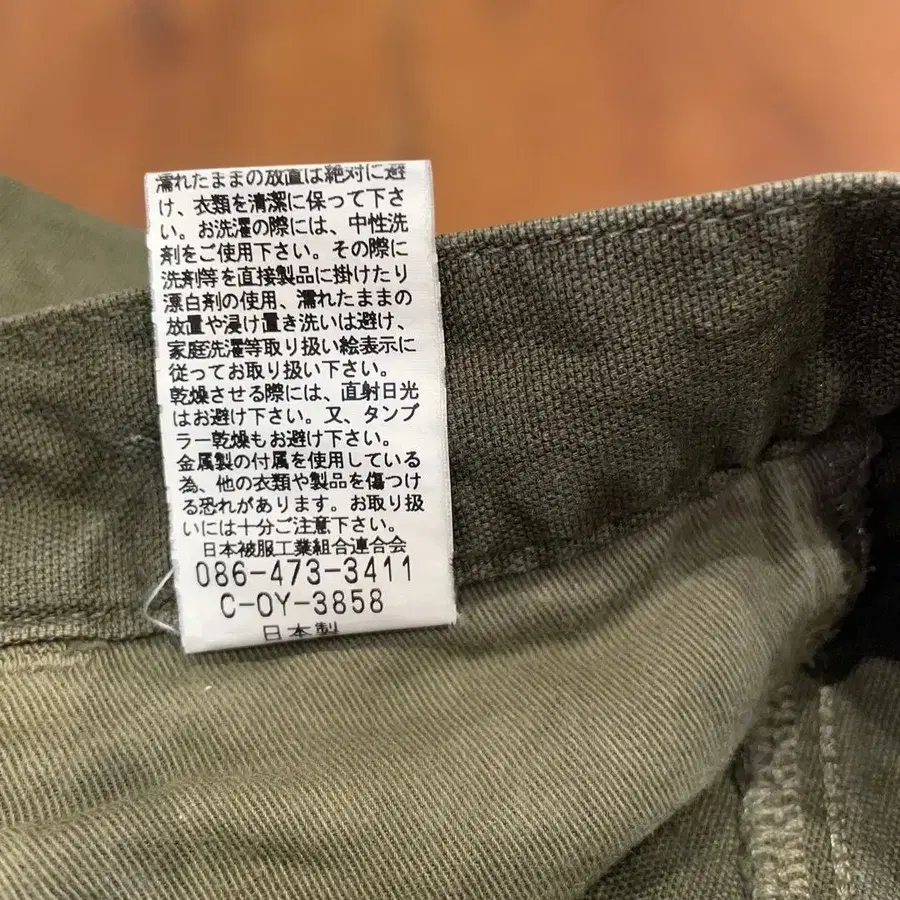 濡れたままの放置は絶対に避
け、衣類を清潔に保って下さ
い。お洗濯の際には、中性洗
剤をご使用下さい。その際に
洗剤等を直接製品に掛けたり
漂白剤の使用、濡れたままの
放置や浸け置き洗いは避け、
家庭洗濯等取り扱い絵表示に
従ってお取り扱い下さい。
乾燥させる際には、直射日光
はお避け下さい。又、タンブ
ラー乾燥もお避け下さい。
金属製の付属を使用している
為、他の衣類や製品を傷つけ
る恐れがあります。お取り扱
いには十分ご注意下さい。
日本被服工業組合連合会
086-473-3411
C-OY-3858
日本製